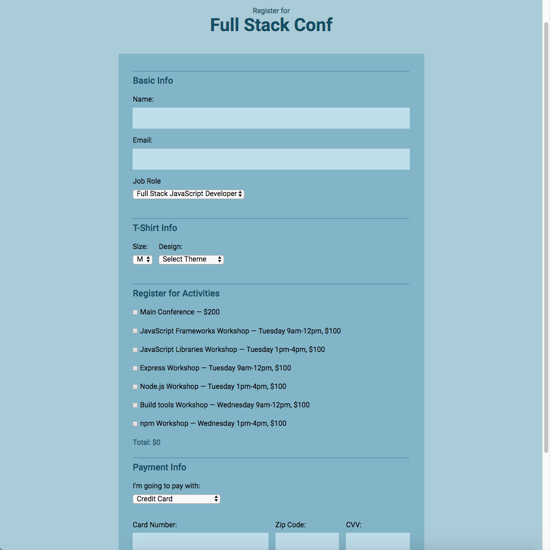 Register for
Full Stack Conf
Basic Info
Name:
Email:
Job Role
Full Stack JavaScript Developer
T-Shirt Info
Size: Design:
M Select Theme
Register for Activities
Main Conference — $200
JavaScript Frameworks Workshop — Tuesday 9am-12pm, $100
JavaScript Libraries Workshop — Tuesday 1pm-4pm, $100
Express Workshop — Tuesday 9am-12pm, $100
Node.js Workshop — Tuesday 1pm-4pm, $100
Build tools Workshop — Wednesday 9am-12pm, $100
npm Workshop — Wednesday 1pm-4pm, $100
Total: $0
Payment Info
I'm going to pay with:
Credit Card
Card Number: Zip Code: CVV: